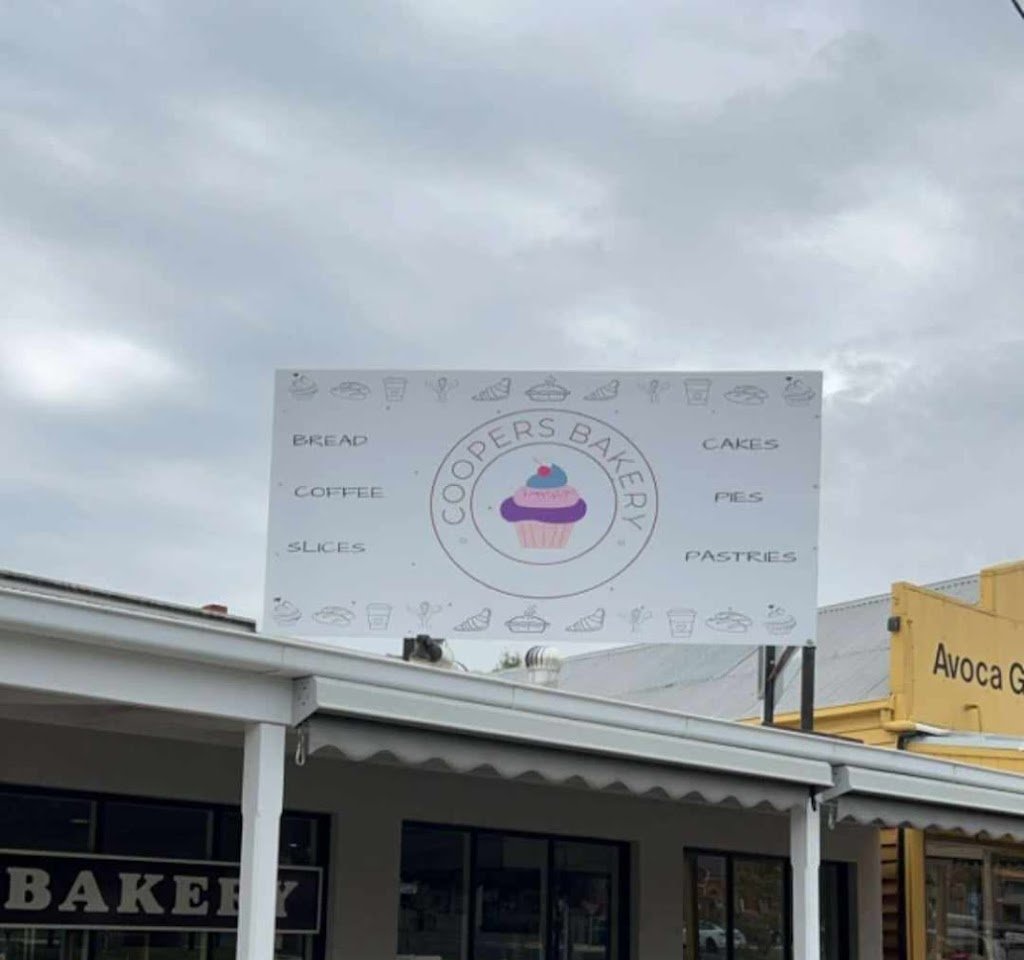 COOPERS BAKERY
BREAD
COFFEE
SLICES
CAKES
PIES
PASTRIES
Avoca G
BAKERY